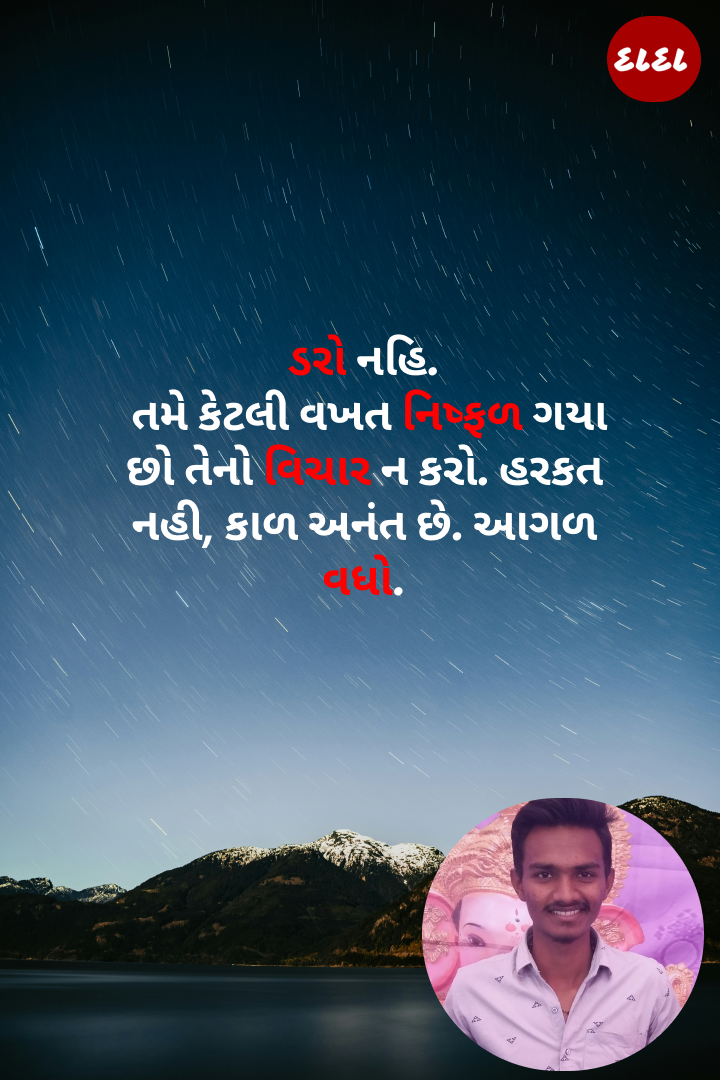 દાદા
ડરો નહિ.
તમે કેટલી વખત નિષ્ફળ ગયા
છો તેનો વિચાર ન કરો. હરકત
નહી, કાળ અનંત છે. આગળ
વધો.